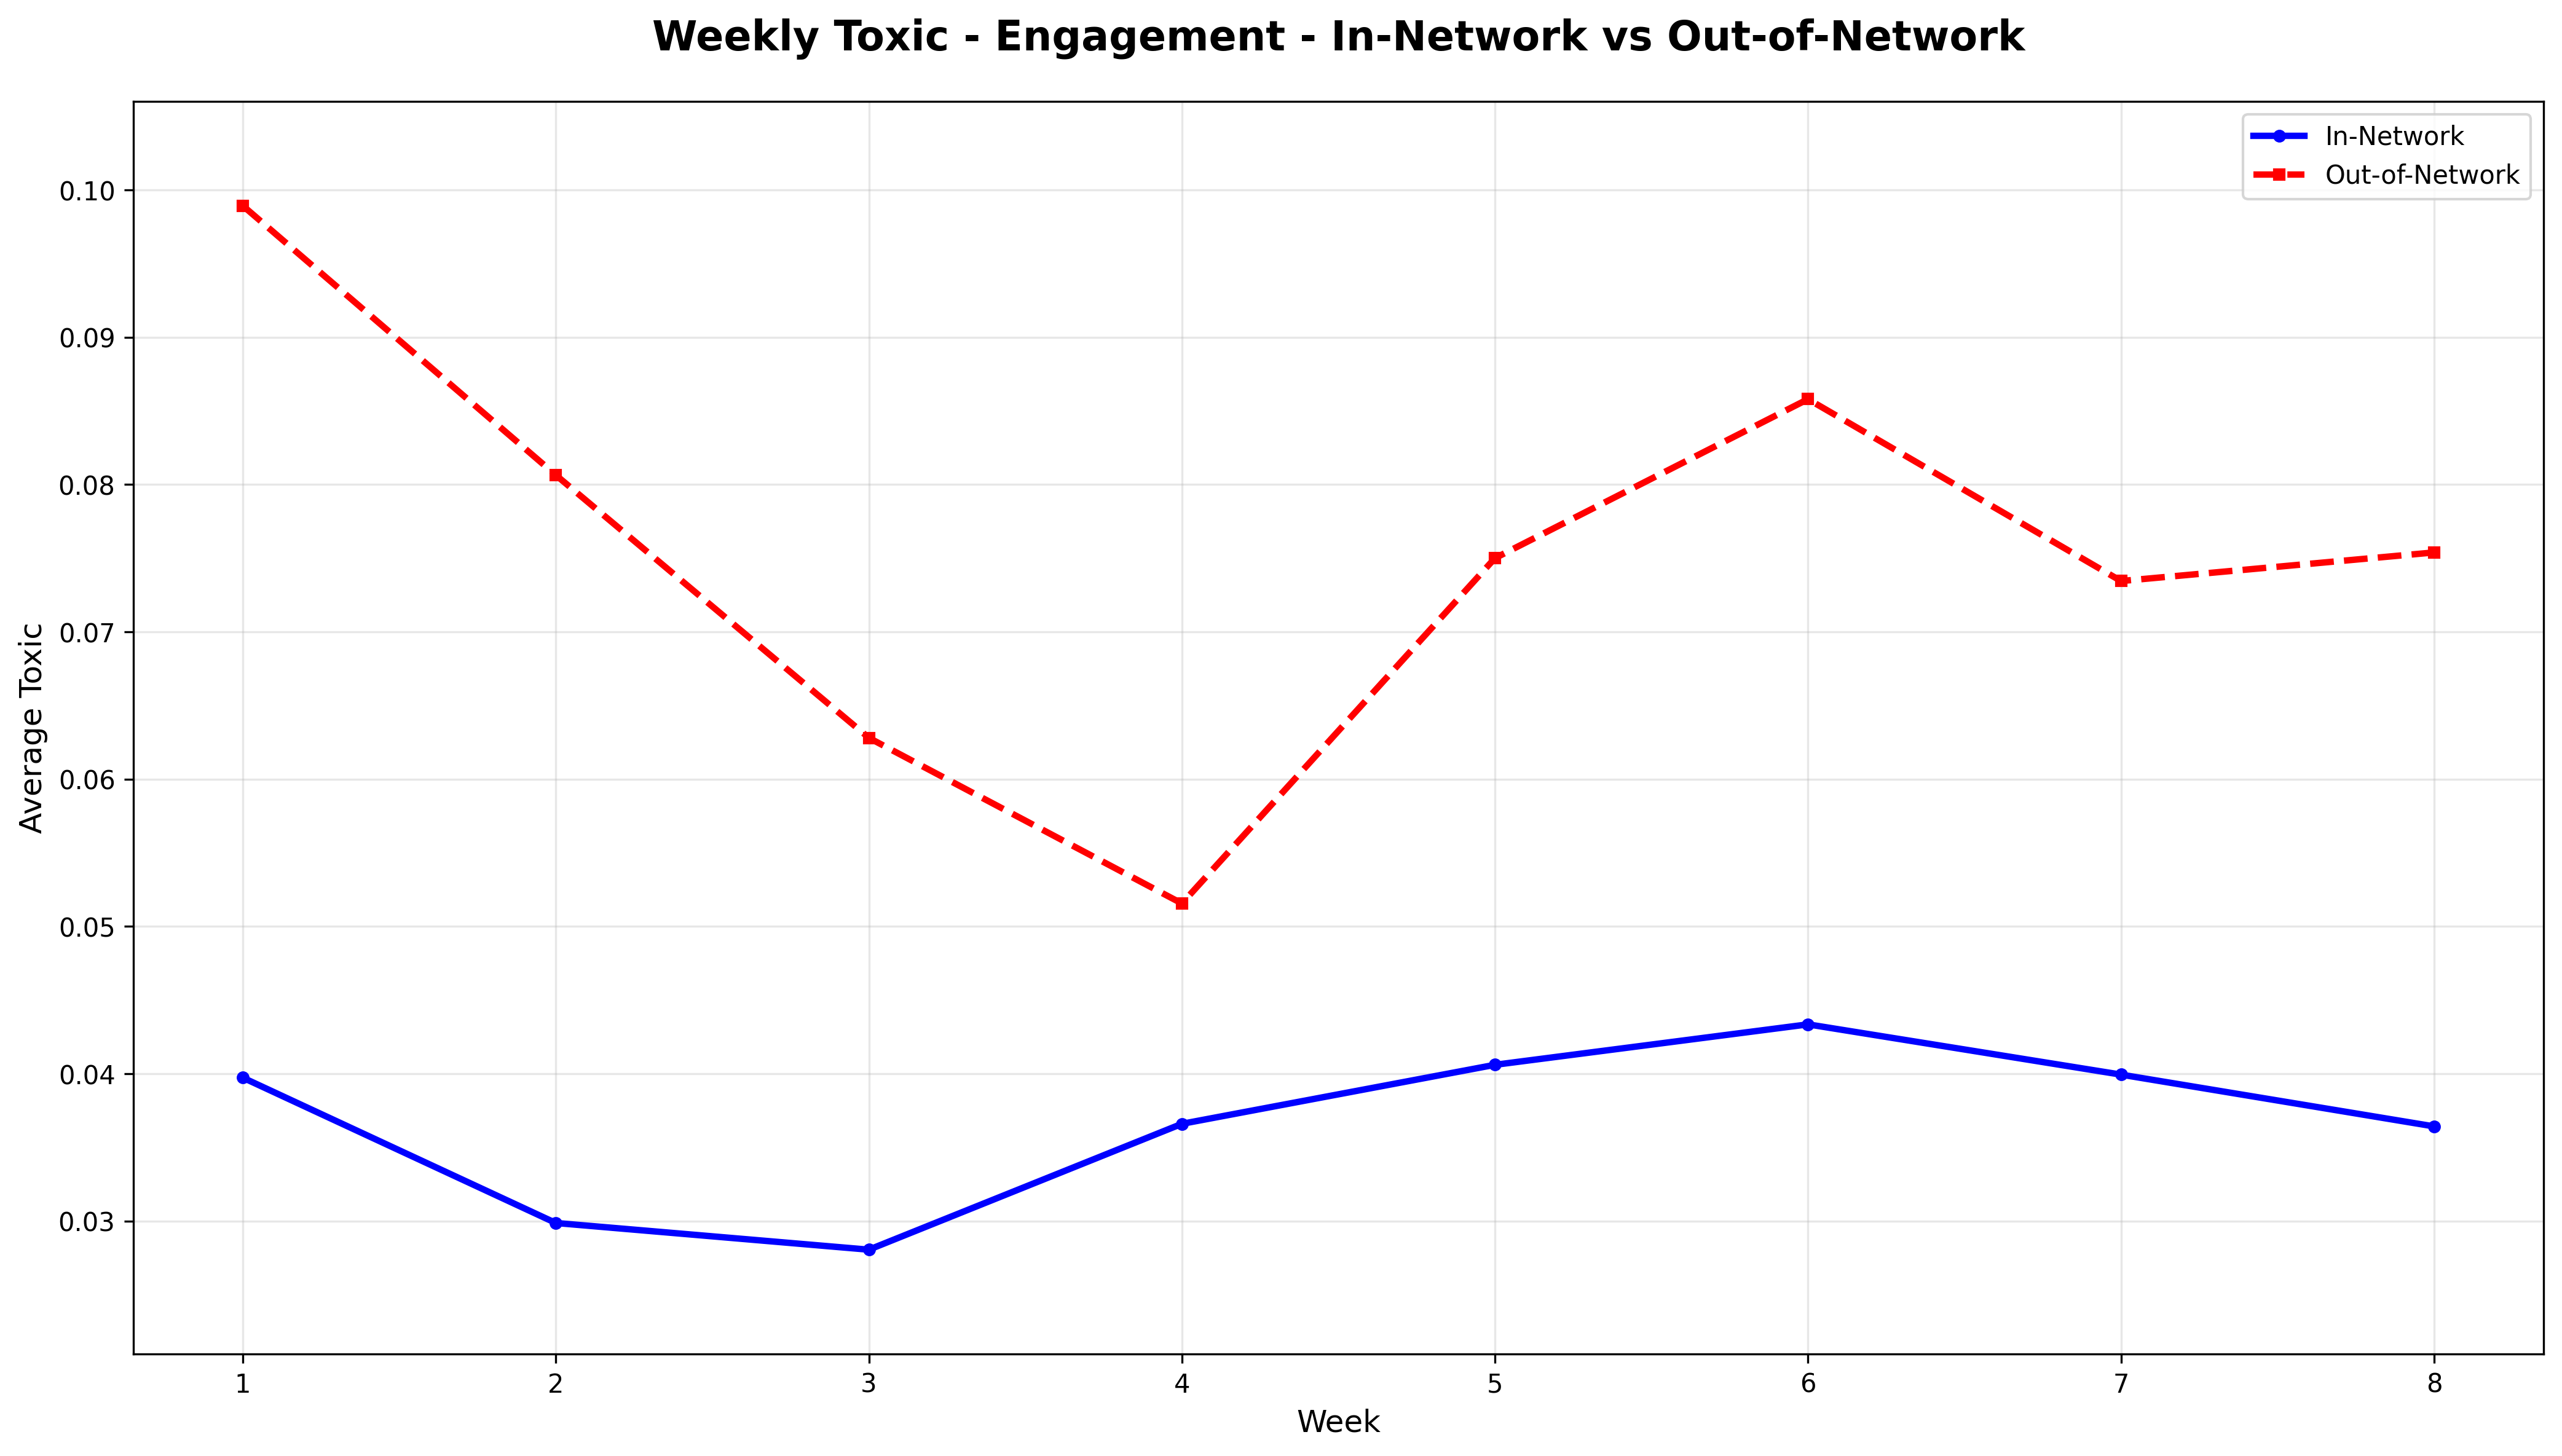 Weekly Toxic - Engagement - In-Network vs Out-of-Network
In-Network
Out-of-Network
Average Toxic
0.10
0.09
0.08
0.07
0.06
0.05
0.04
0.03
1 2 3 4 5 6 7 8
Week